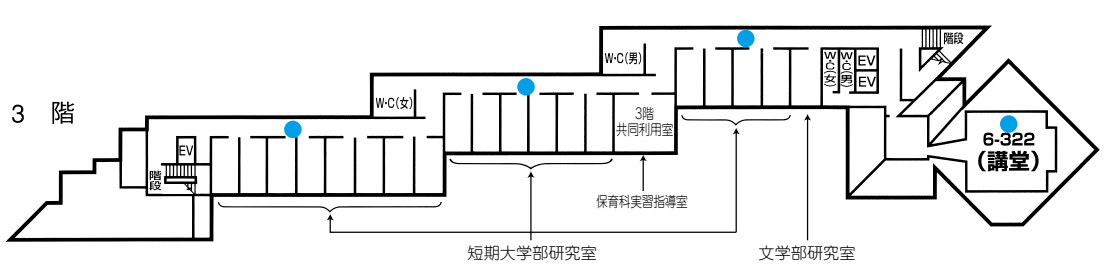 3 階
W·C(男)
階段
W·C(女)
W·C(男)
EV
EV
W·C(女)
3階
共同利用室
6-322
(講堂)
EV
階段
保育科実習指導室
短期大学部研究室
文学部研究室